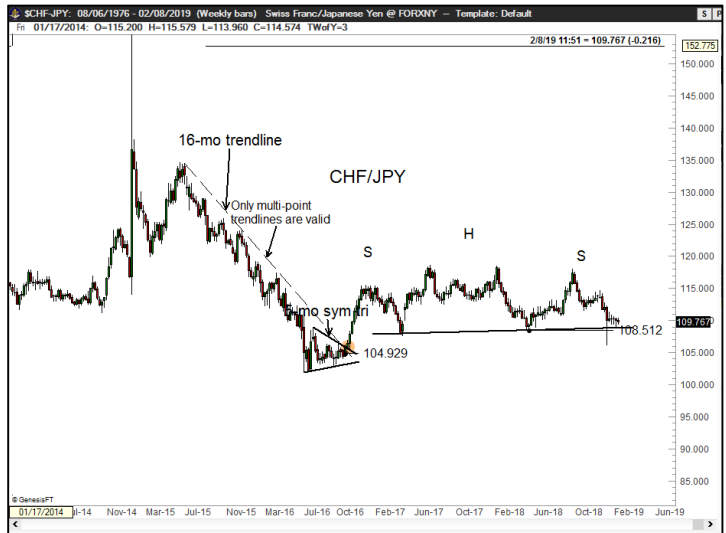 $CHF-JPY: 08/06/1976 - 02/08/2019 (Weekly bars) Swiss Franc/Japanese Yen @ FORXNY — Template: Default
S P
Fri 01/17/2014: O=115.200 H=115.579 L=113.960 C=114.574 TWofY=3
2/8/19 11:51 = 109.767 (-0.216)
152.775
150.000
145.000
140.000
135.000
130.000
125.000
120.000
115.000
109.767
105.000
100.000
95.000
90.000
85.000
16-mo trendline
CHF/JPY
Only multi-point
trendlines are valid
S
H
S
-mo sym tri
108.512
104.929
© GenesisFT
01/17/2014 Jul-14 Nov-14 Mar-15 Jul-15 Nov-15 Mar-16 Jul-16 Oct-16 Feb-17 Jun-17 Oct-17 Feb-18 Jun-18 Oct-18 Feb-19 Jun-19